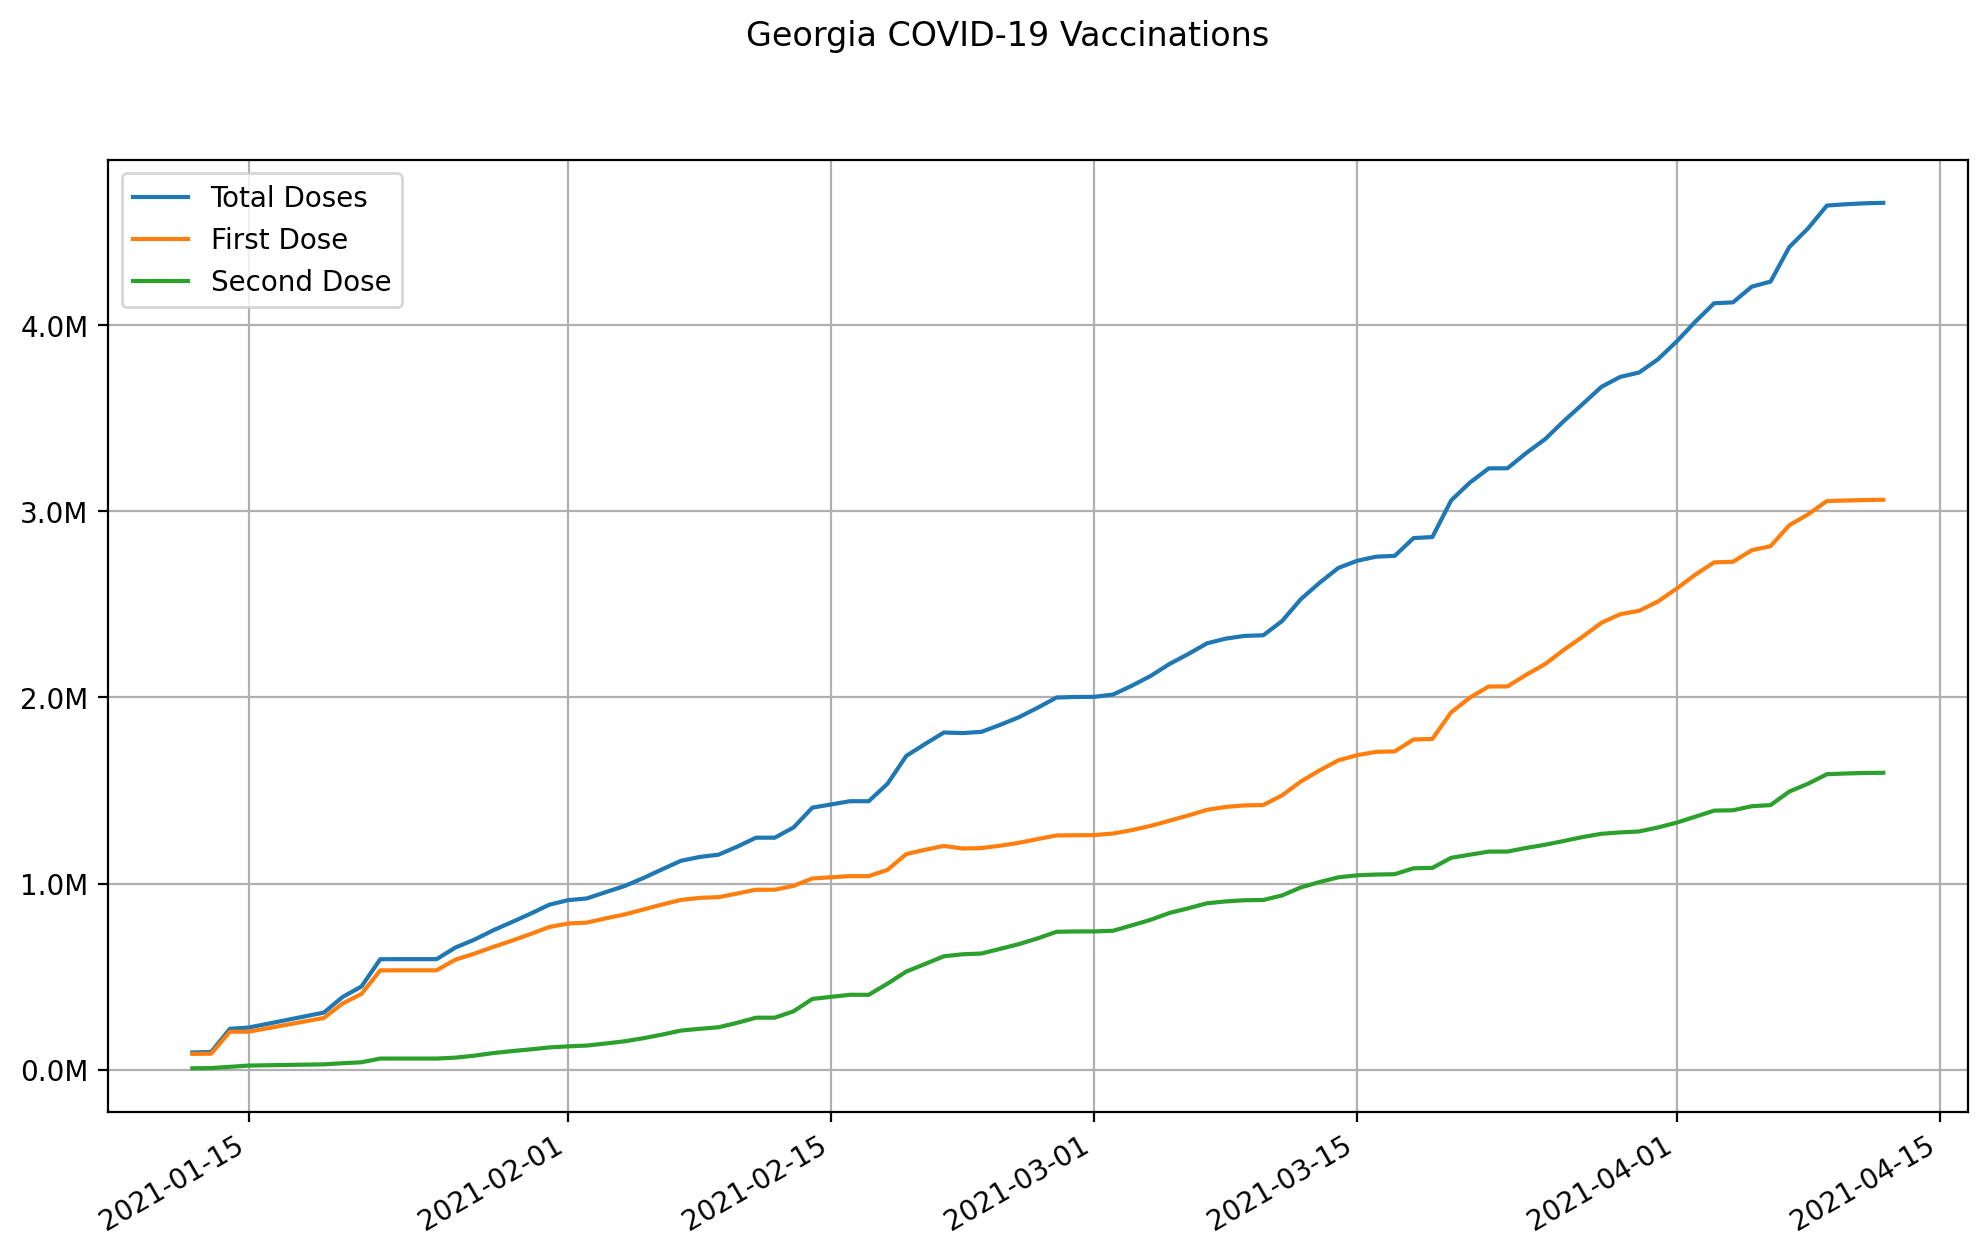 Georgia COVID-19 Vaccinations
Total Doses
First Dose
Second Dose
4.0M
3.0M
2.0M
1.0M
0.0M
2021-01-15
2021-02-01
2021-02-15
2021-03-01
2021-03-15
2021-04-01
2021-04-15